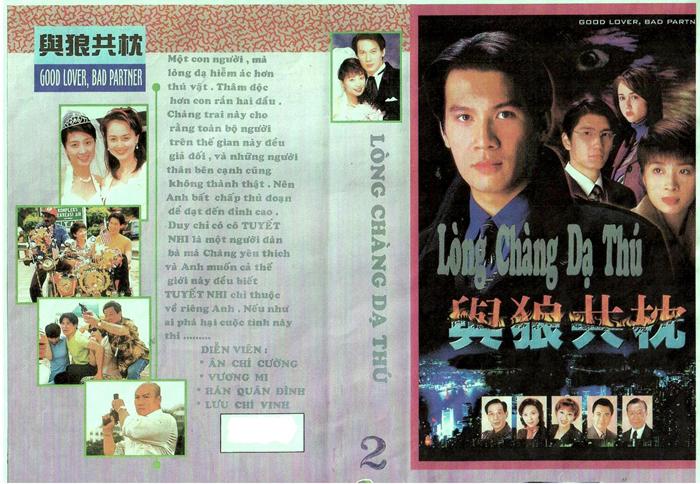 與狼共枕
GOOD LOVER, BAD PARTNER
Một con người , mà
lòng dạ hiểm ác hơn
thú vật . Thâm độc
hơn con rắn hai đầu .
Chàng trai này cho
rằng toàn bộ người
trên thế gian này đều
giả dối , và những người
thân bên cạnh cũng
không thành thật . Nên
Anh bất chấp thủ đoạn
để đạt đến đỉnh cao .
Duy chỉ có cô TUYẾT
NHI là một người đàn
bà mà Chàng yêu thích
và Anh muốn cả thế
giới này đều biết
TUYẾT NHI chỉ thuộc
về riêng Anh . Nếu như
ai phá hại cuộc tình này
thì .........
DIỄN VIÊN :
* ÂN CHÍ CƯỜNG
* VƯƠNG MI
* HÀN QUÂN ĐÌNH
* LƯU CHÍ VINH
LÒNG CHÀNG DẠ THÚ
2
GOOD LOVER, BAD PARTN
Lòng Chàng Dạ Thú
與狼共枕